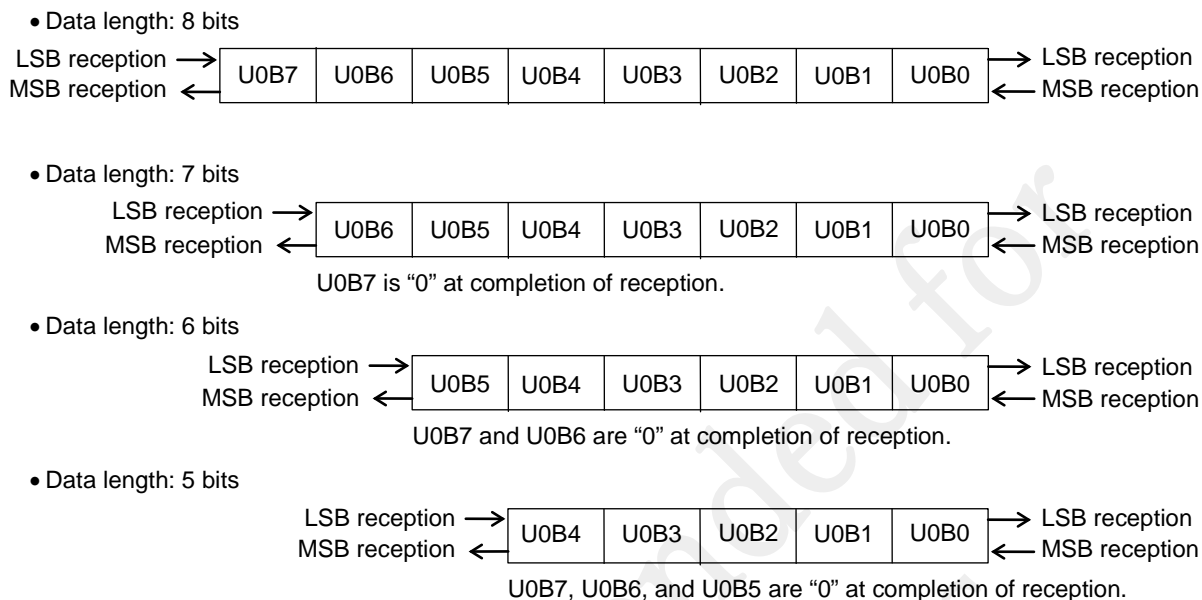 • Data length: 8 bits
LSB reception U0B7 U0B6 U0B5 U0B4 U0B3 U0B2 U0B1 U0B0 LSB reception
MSB reception MSB reception
• Data length: 7 bits
LSB reception U0B6 U0B5 U0B4 U0B3 U0B2 U0B1 U0B0 LSB reception
MSB reception MSB reception
U0B7 is “0” at completion of reception.
• Data length: 6 bits
LSB reception U0B5 U0B4 U0B3 U0B2 U0B1 U0B0 LSB reception
MSB reception MSB reception
U0B7 and U0B6 are “0” at completion of reception.
• Data length: 5 bits
LSB reception U0B4 U0B3 U0B2 U0B1 U0B0 LSB reception
MSB reception MSB reception
U0B7, U0B6, and U0B5 are “0” at completion of reception.
for